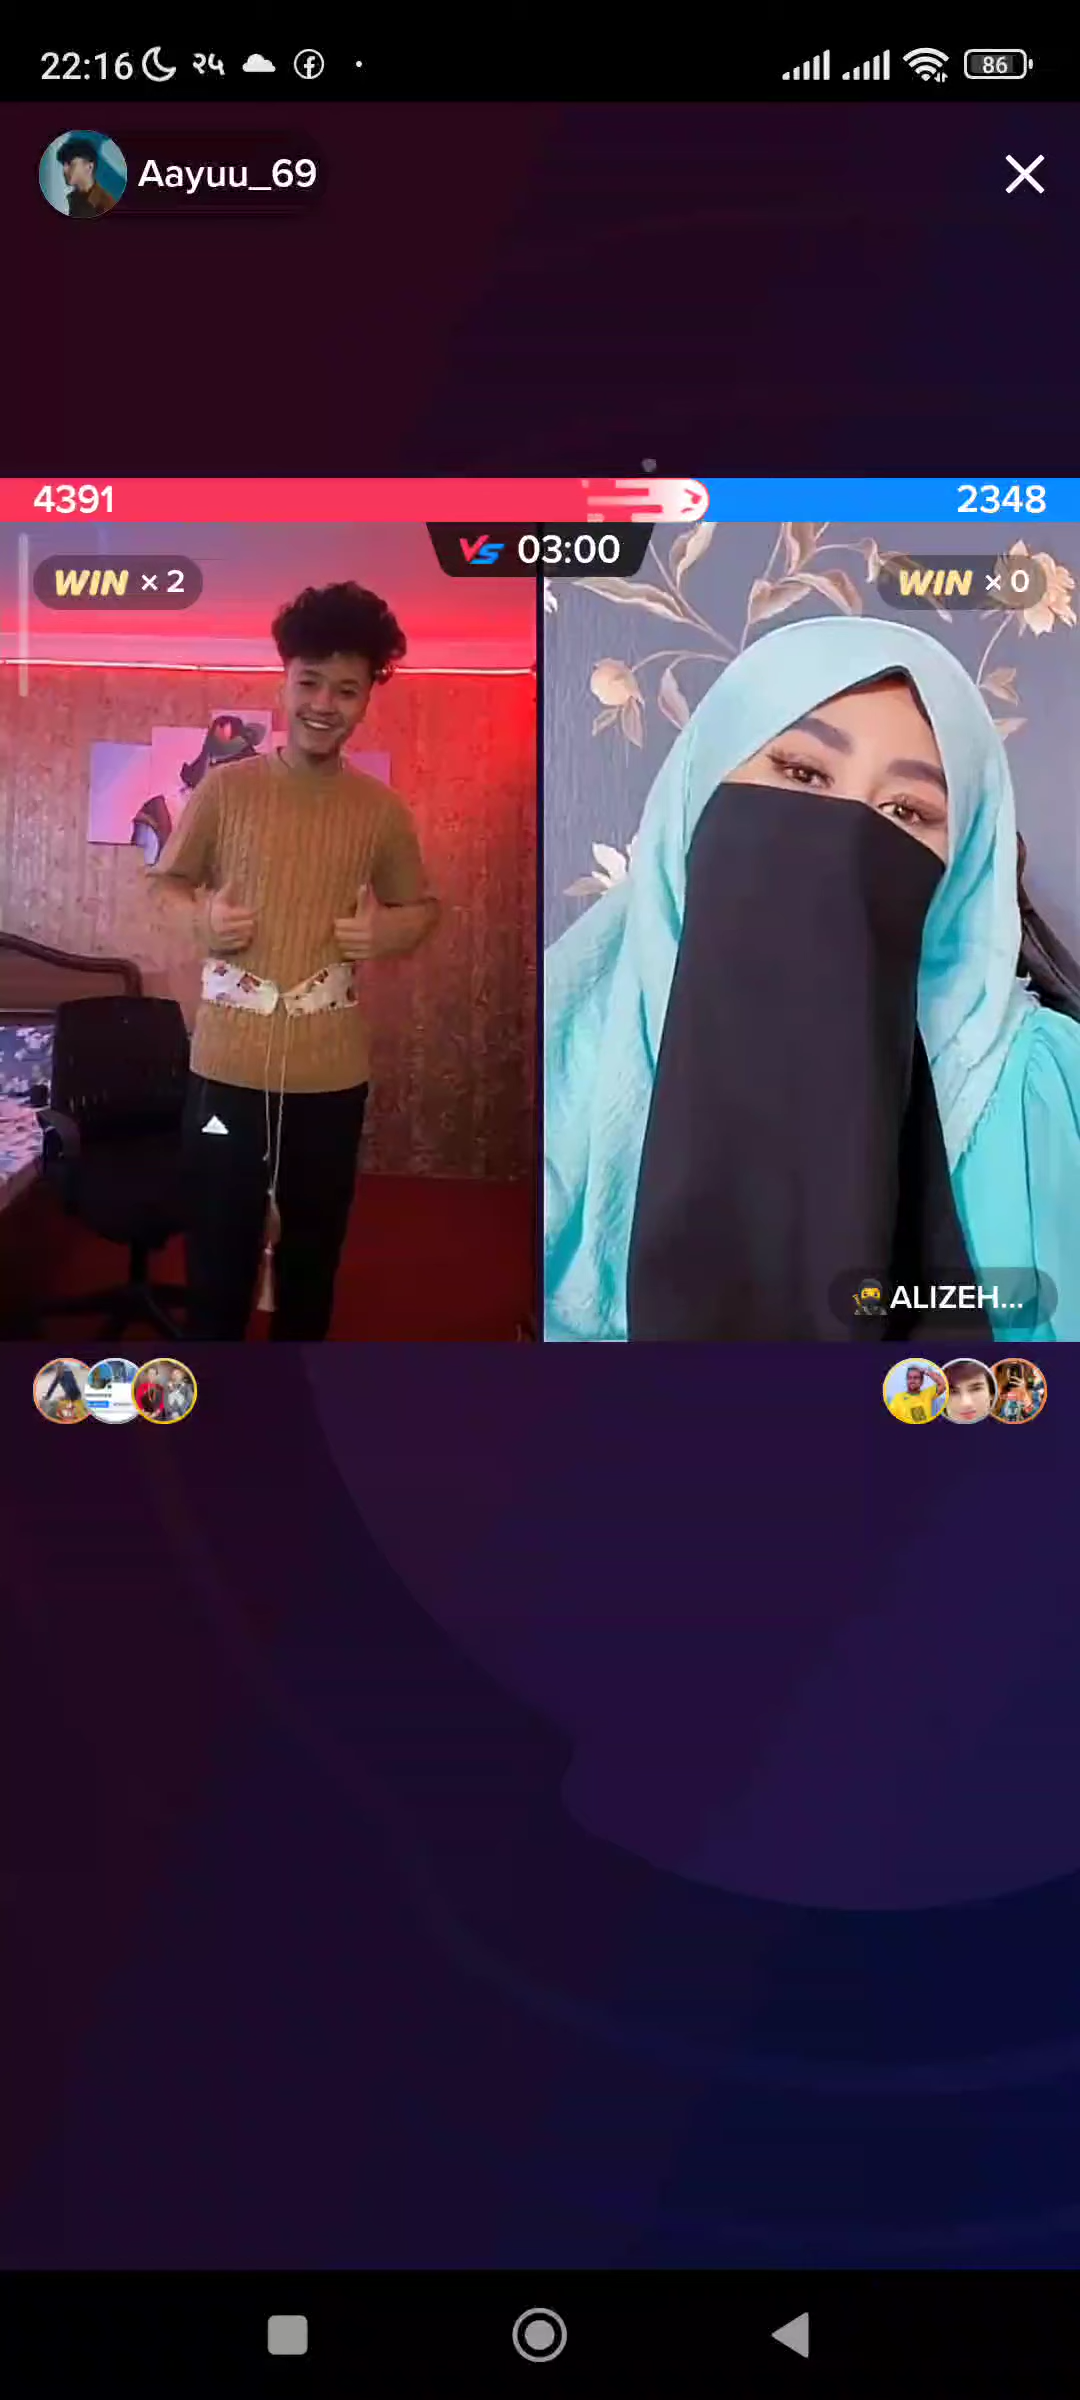 22:16 २५
86
Aayuu_69
4391
2348
VS 03:00
WIN × 2
WIN × 0
ALIZEH...